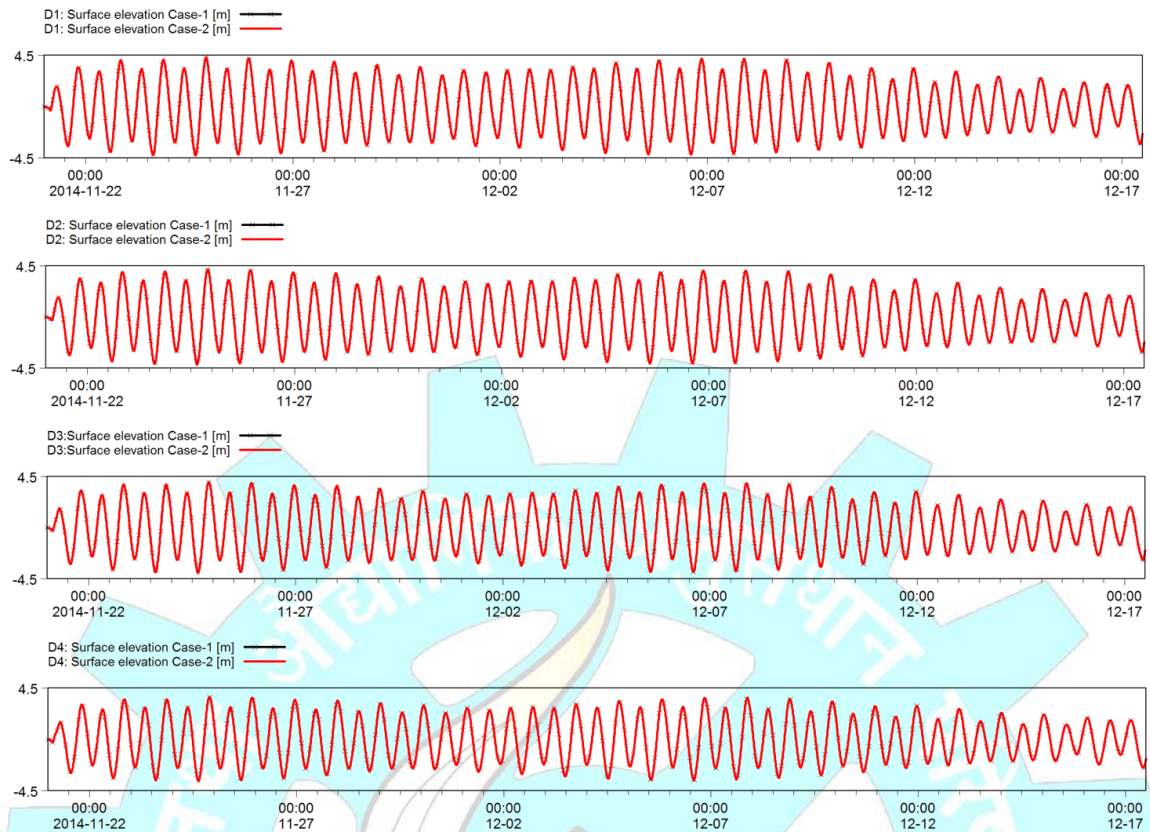 D1: Surface elevation Case-1 [m]
D1: Surface elevation Case-2 [m]
4.5
-4.5
00:00 00:00 00:00 00:00 00:00 00:00
2014-11-22 11-27 12-02 12-07 12-12 12-17
D2: Surface elevation Case-1 [m]
D2: Surface elevation Case-2 [m]
4.5
-4.5
00:00 00:00 00:00 00:00 00:00 00:00
2014-11-22 11-27 12-02 12-07 12-12 12-17
D3:Surface elevation Case-1 [m]
D3:Surface elevation Case-2 [m]
4.5
-4.5
00:00 00:00 00:00 00:00 00:00 00:00
2014-11-22 11-27 12-02 12-07 12-12 12-17
D4: Surface elevation Case-1 [m]
D4: Surface elevation Case-2 [m]
4.5
-4.5
00:00 00:00 00:00 00:00 00:00 00:00
2014-11-22 11-27 12-02 12-07 12-12 12-17